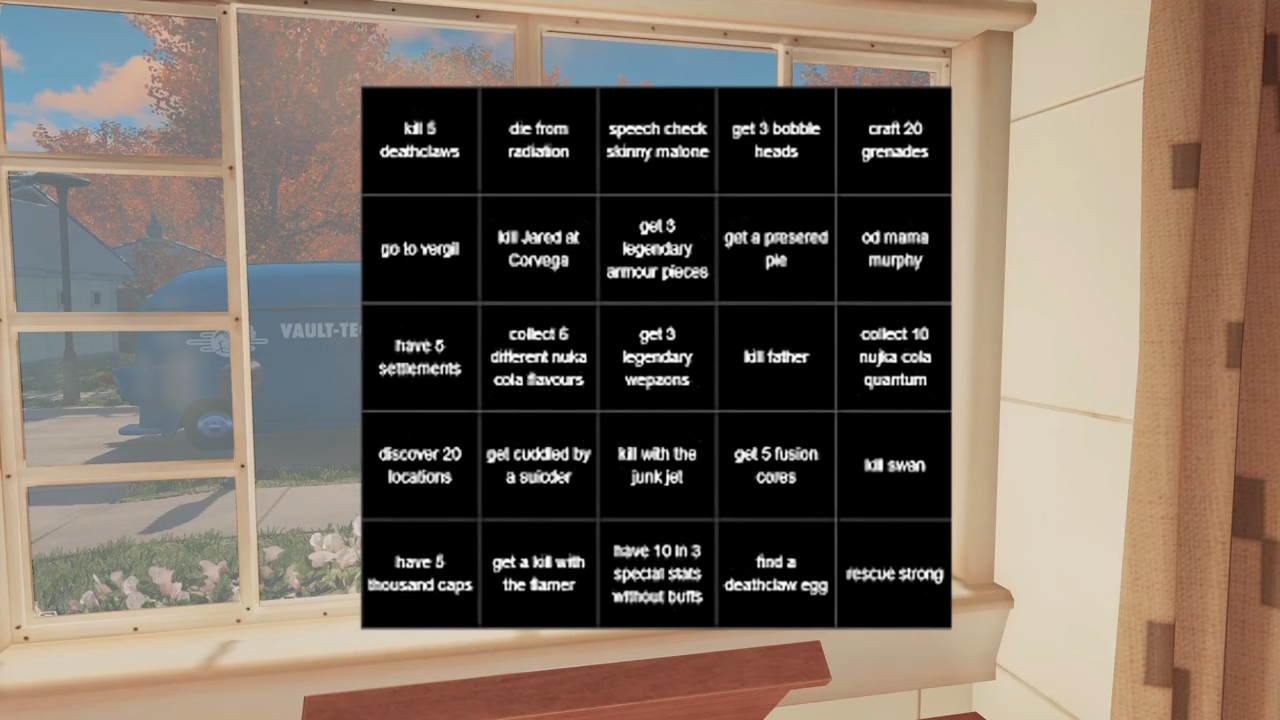 kill 5
deathclaws
die from
radiation
speech check
skinny malone
get 3 bobble
heads
craft 20
grenades
go to vergil
kill Jared at
Corvega
get 3
legendary
armour pieces
get a presered
pie
od mama
murphy
have 5
settlements
collect 6
different nuka
cola flavours
get 3
legendary
wepzons
kill father
collect 10
nujka cola
quantum
discover 20
locations
get cuddled by
a suicder
kill with the
junk jet
get 5 fusion
cores
kill swan
have 5
thousand caps
get a kill with
the flamer
have 10 in 3
special stats
without buffs
find a
deathclaw egg
rescue strong
VAULT-TE